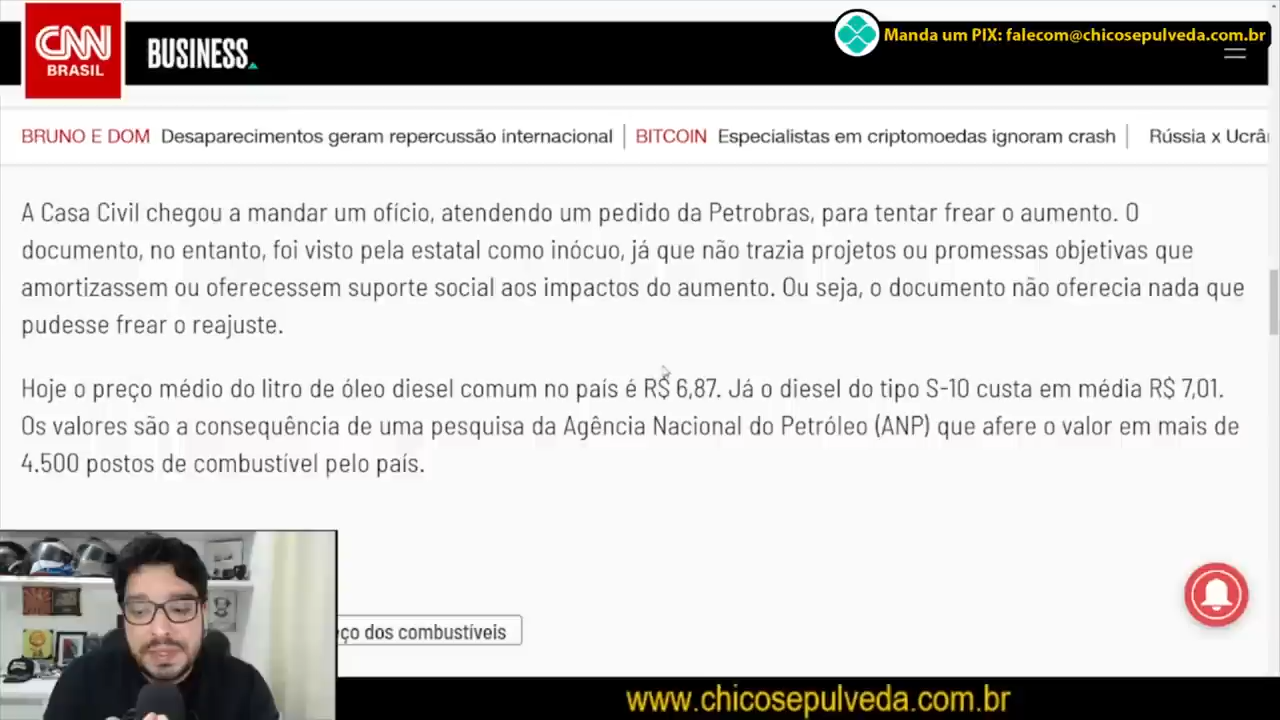 CNN
BRASIL
BUSINESS
Manda um PIX: falecom@chicosepulveda.com.br
BRUNO E DOM Desaparecimentos geram repercussão internacional | BITCOIN Especialistas em criptomoedas ignoram crash | Rússia x
A Casa Civil chegou a mandar um ofício, atendendo um pedido da Petrobras, para tentar frear o aumento. O
documento, no entanto, foi visto pela estatal como inócuo, já que não trazia projetos ou promessas objetivas que
amortizassem ou oferecessem suporte social aos impactos do aumento. Ou seja, o documento não oferecia nada que
pudesse frear o reajuste.
Hoje o preço médio do litro de óleo diesel comum no país é R$ 6,87. Já o diesel do tipo S-10 custa em média R$ 7,01.
Os valores são a consequência de uma pesquisa da Agência Nacional do Petróleo (ANP) que afere o valor em mais de
4.500 postos de combustível pelo país.
dos combustíveis
www.chicosepulveda.com.br